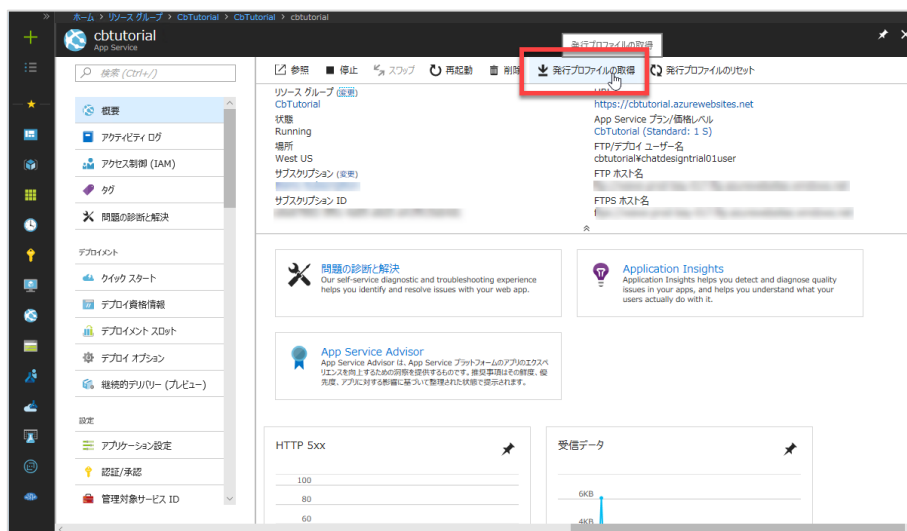 ホーム > リソース グループ > CbTutorial > CbTutorial > cbtutorial
cbtutorial
App Service
発行プロファイルの取得
検索 (Ctrl+/)
参照 停止 スワップ 再起動 削除 発行プロファイルの取得 発行プロファイルのリセット
概要
アクティビティ ログ
アクセス制御 (IAM)
タグ
問題の診断と解決
デプロイメント
クイック スタート
デプロイ資格情報
デプロイメント スロット
デプロイ オプション
継続的デリバリー (プレビュー)
設定
アプリケーション設定
認証/承認
管理対象サービス ID
リソース グループ (変更)
CbTutorial
状態
Running
場所
West US
サブスクリプション (変更)
サブスクリプション ID
https://cbtutorial.azurewebsites.net
App Service プラン/価格レベル
CbTutorial (Standard: 1 S)
FTP/デプロイ ユーザー名
cbtutorial¥chatdesigntrial01user
FTP ホスト名
FTPS ホスト名
問題の診断と解決
Our self-service diagnostic and troubleshooting experience
helps you identify and resolve issues with your web app.
Application Insights
Application Insights helps you detect and diagnose quality
issues in your apps, and helps you understand what your
users actually do with it.
App Service Advisor
App Service Advisor は、App Service プラットフォームのアプリのエクスペ
リエンスを向上するための洞察を提供するものです。推奨事項はその鮮度、優
先度、アプリに対する影響に基づいて整理された状態で提示されます。
HTTP 5xx
100
80
60
受信データ
6KB
4KB